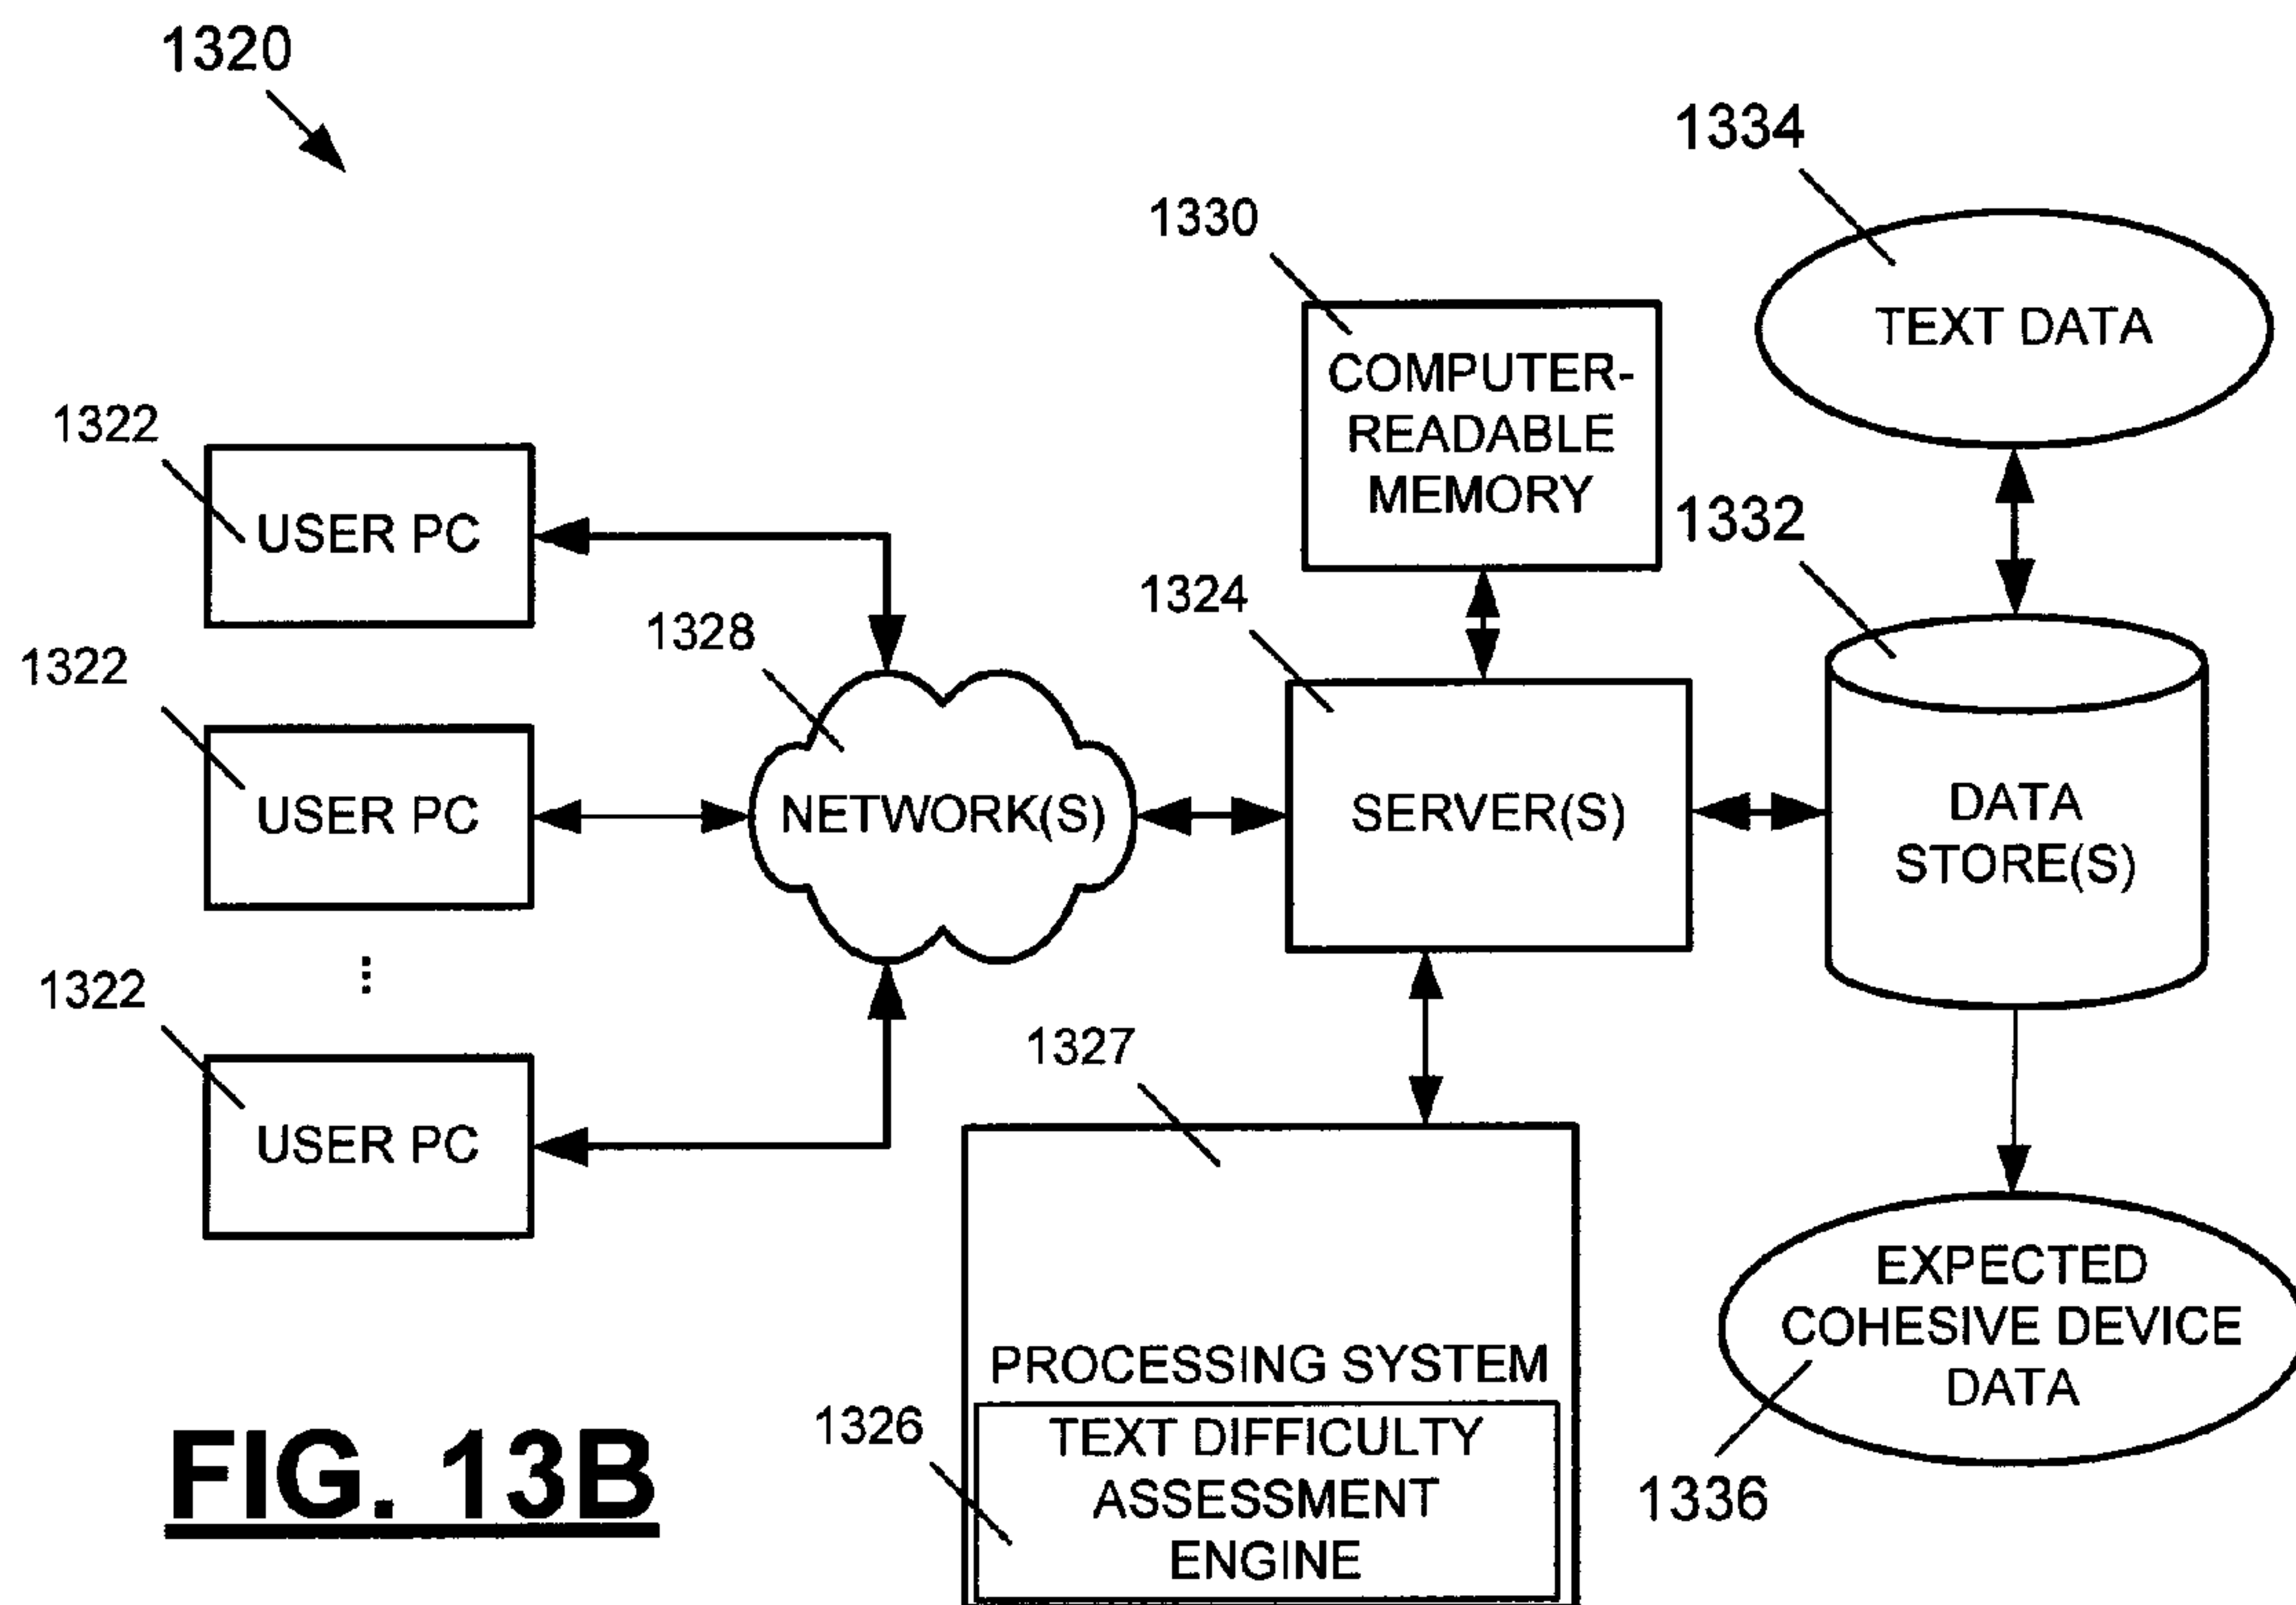 1320
1334
1330
TEXT DATA
COMPUTER-
READABLE
MEMORY
1322
USER PC
1332
1324
1328
1322
USER PC
NETWORK(S)
SERVER(S)
DATA
STORE(S)
1322
⋮
1327
USER PC
EXPECTED
COHESIVE DEVICE
DATA
PROCESSING SYSTEM
1326
TEXT DIFFICULTY
ASSESSMENT
ENGINE
1336
FIG. 13B